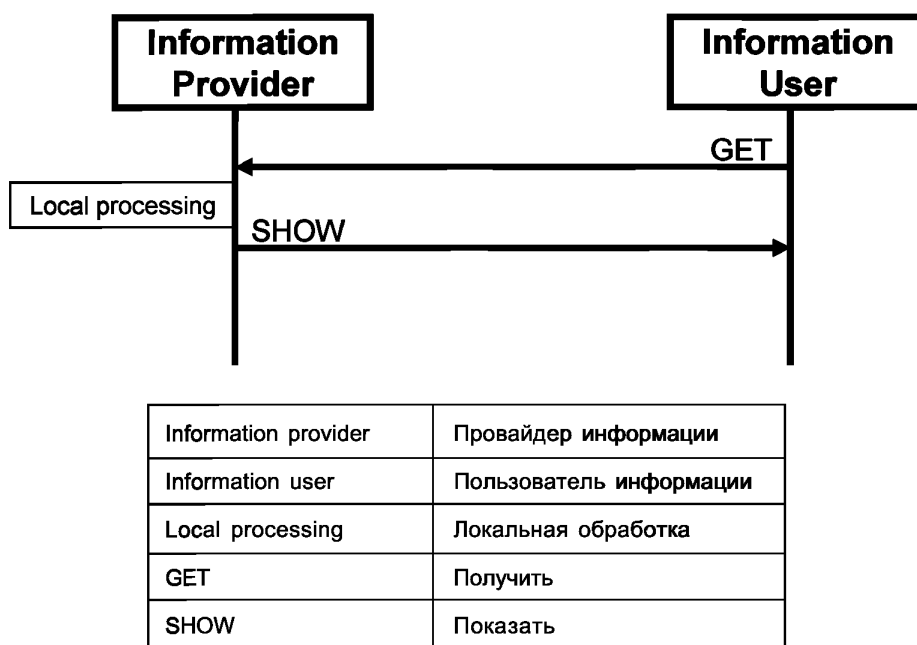 Information
Provider
Information
User
GET
Local processing
SHOW
Information provider Провайдер информации
Information user Пользователь информации
Local processing Локальная обработка
GET Получить
SHOW Показать